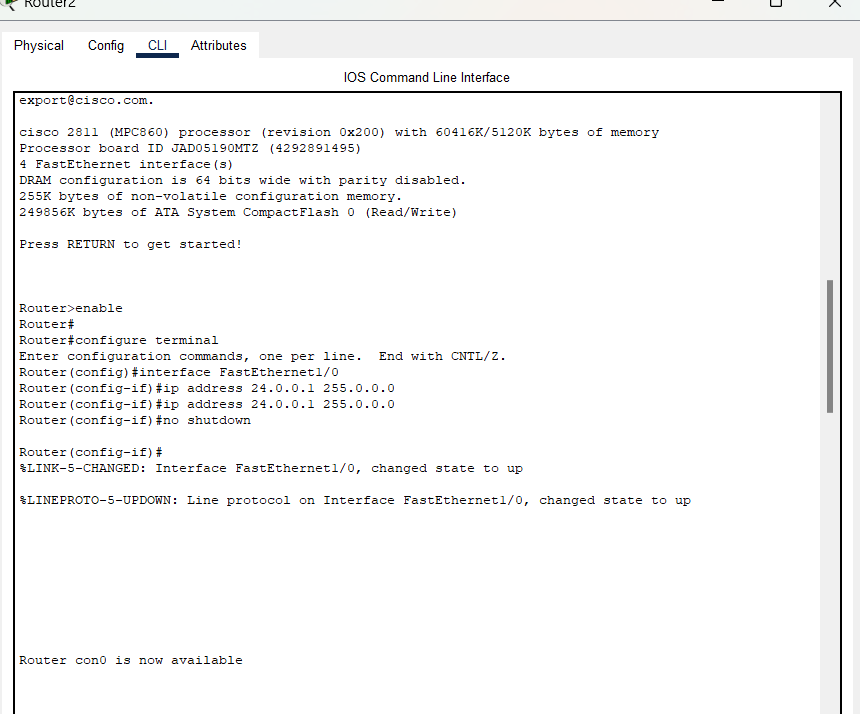 Router2
Physical Config CLI Attributes
IOS Command Line Interface
export@cisco.com.
cisco 2811 (MPC860) processor (revision 0x200) with 60416K/5120K bytes of memory
Processor board ID JAD05190MTZ (4292891495)
4 FastEthernet interface(s)
DRAM configuration is 64 bits wide with parity disabled.
255K bytes of non-volatile configuration memory.
249856K bytes of ATA System CompactFlash 0 (Read/Write)
Press RETURN to get started!
Router>enable
Router#
Router#configure terminal
Enter configuration commands, one per line.  End with CNTL/Z.
Router(config)#interface FastEthernet1/0
Router(config-if)#ip address 24.0.0.1 255.0.0.0
Router(config-if)#ip address 24.0.0.1 255.0.0.0
Router(config-if)#no shutdown
Router(config-if)#
%LINK-5-CHANGED: Interface FastEthernet1/0, changed state to up
%LINEPROTO-5-UPDOWN: Line protocol on Interface FastEthernet1/0, changed state to up
Router con0 is now available